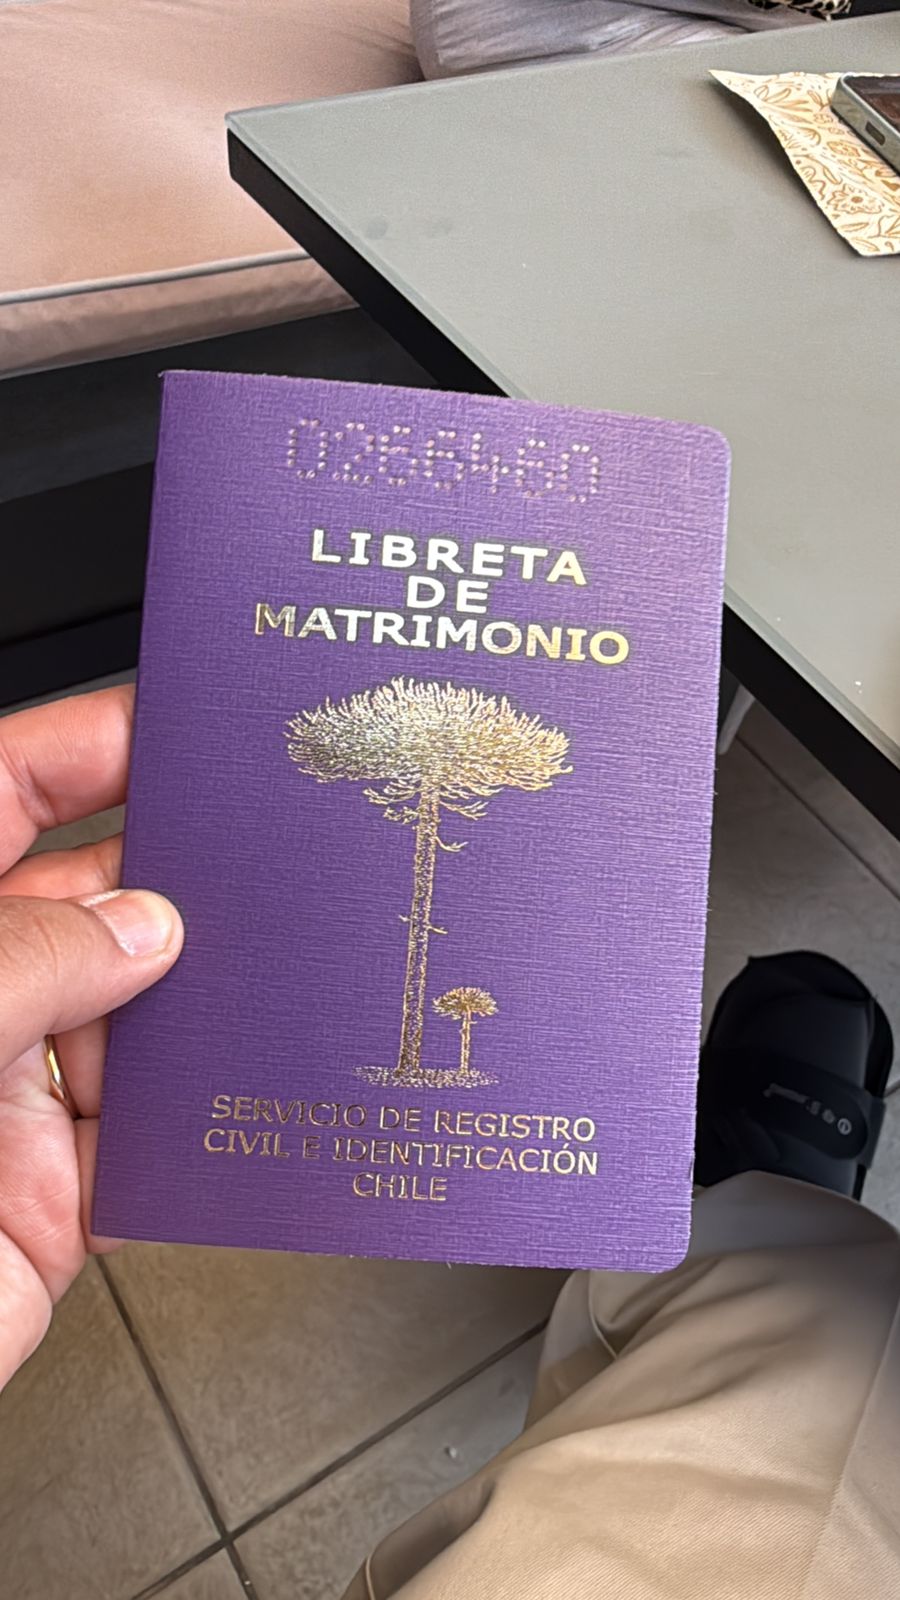 0266460
LIBRETA
DE
MATRIMONIO
SERVICIO DE REGISTRO
CIVIL E IDENTIFICACIÓN
CHILE